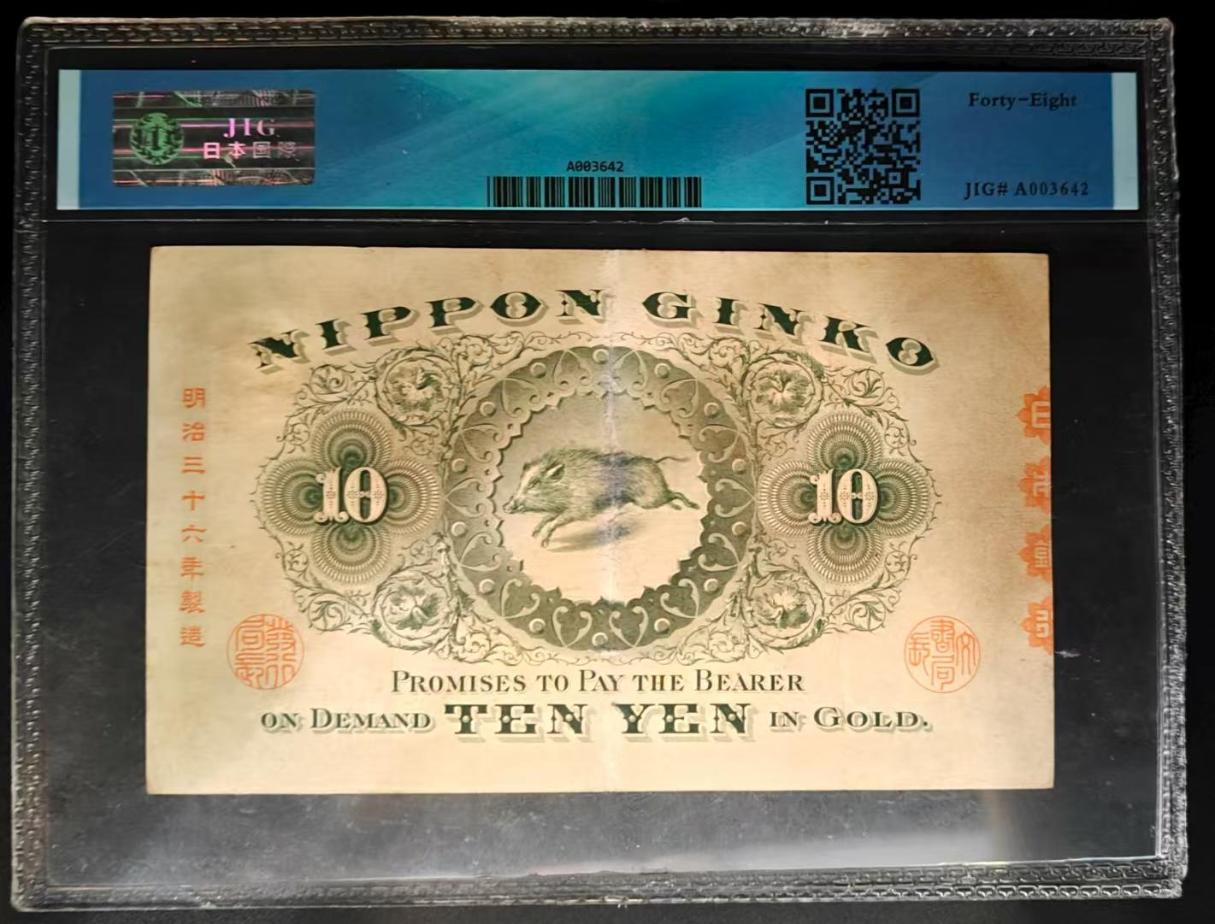 JIG
日本国際
A003642
Forty-Eight
JIG# A003642
NIPPON GINKO
明治三十六年製造
10
10
PROMISES TO PAY THE BEARER
ON DEMAND TEN YEN IN GOLD.